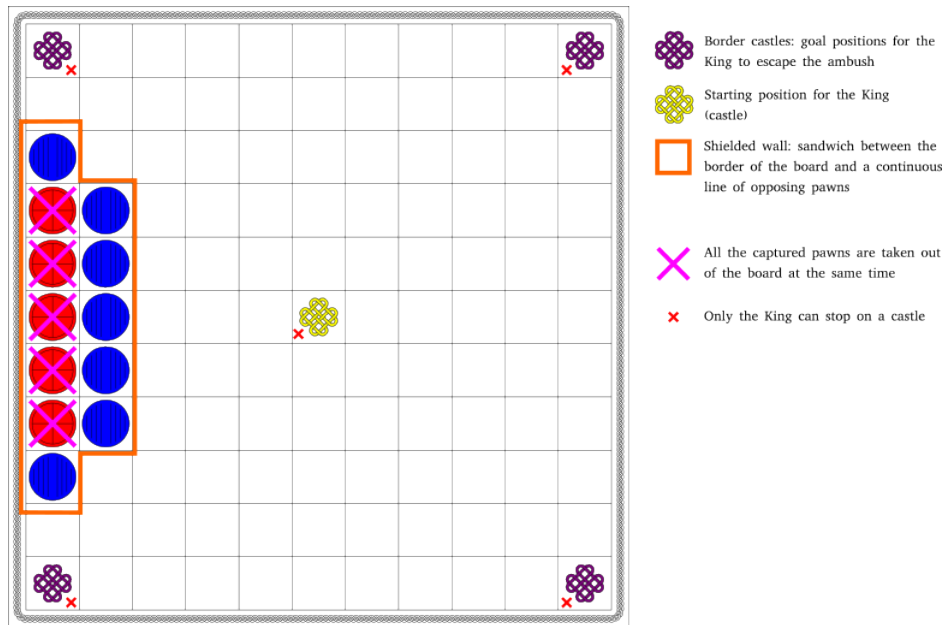 Border castles: goal positions for the
King to escape the ambush
Starting position for the King
(castle)
Shielded wall: sandwich between the
border of the board and a continuous
line of opposing pawns
All the captured pawns are taken out
of the board at the same time
Only the King can stop on a castle